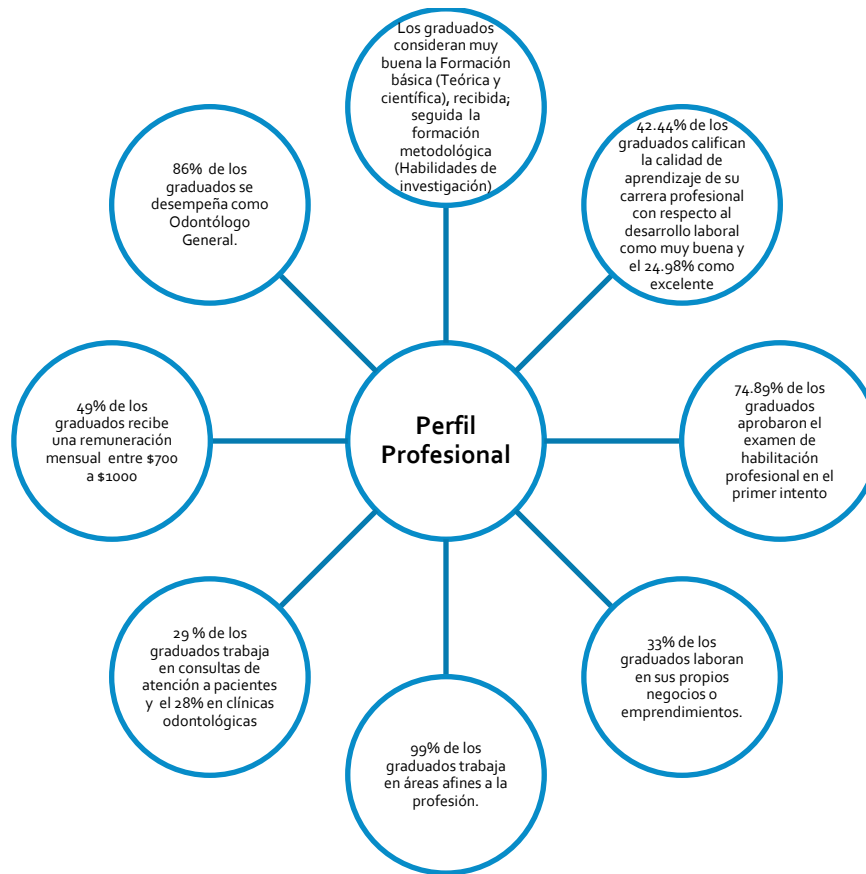 Los graduados
consideran muy
buena la Formación
básica (Teórica y
científica), recibida;
seguida la
formación
metodológica
(Habilidades de
investigación)
42.44% de los
graduados califican
la calidad de
aprendizaje de su
carrera profesional
con respecto al
desarrollo laboral
como muy buena y
el 24.98% como
excelente
74.89% de los
graduados
aprobaron el
examen de
habilitación
profesional en el
primer intento
33% de los
graduados laboran
en sus propios
negocios o
emprendimientos.
99% de los
graduados trabaja
en áreas afines a la
profesión.
29 % de los
graduados trabaja
en consultas de
atención a pacientes
y el 28% en clínicas
odontológicas
49% de los
graduados recibe
una remuneración
mensual entre $700
a $1000
86% de los
graduados se
desempeña como
Odontólogo
General.
Perfil
Profesional